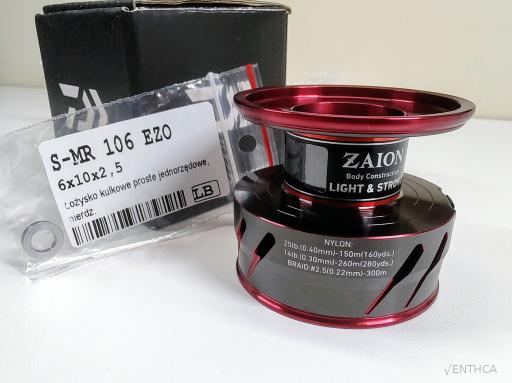 S-MR 106 EZO
6x10x2,5
Łożysko kulkowe proste jednorzędowe,
nierdz.
LB
ZAION
Body Construction
LIGHT & STRONG
NYLON:
25lb.(0.40mm)-150m(160yds.)
14lb.(0.30mm)-260m(280yds.)
BRAID:#2.5(0.22mm)-300m
√ENTHCA